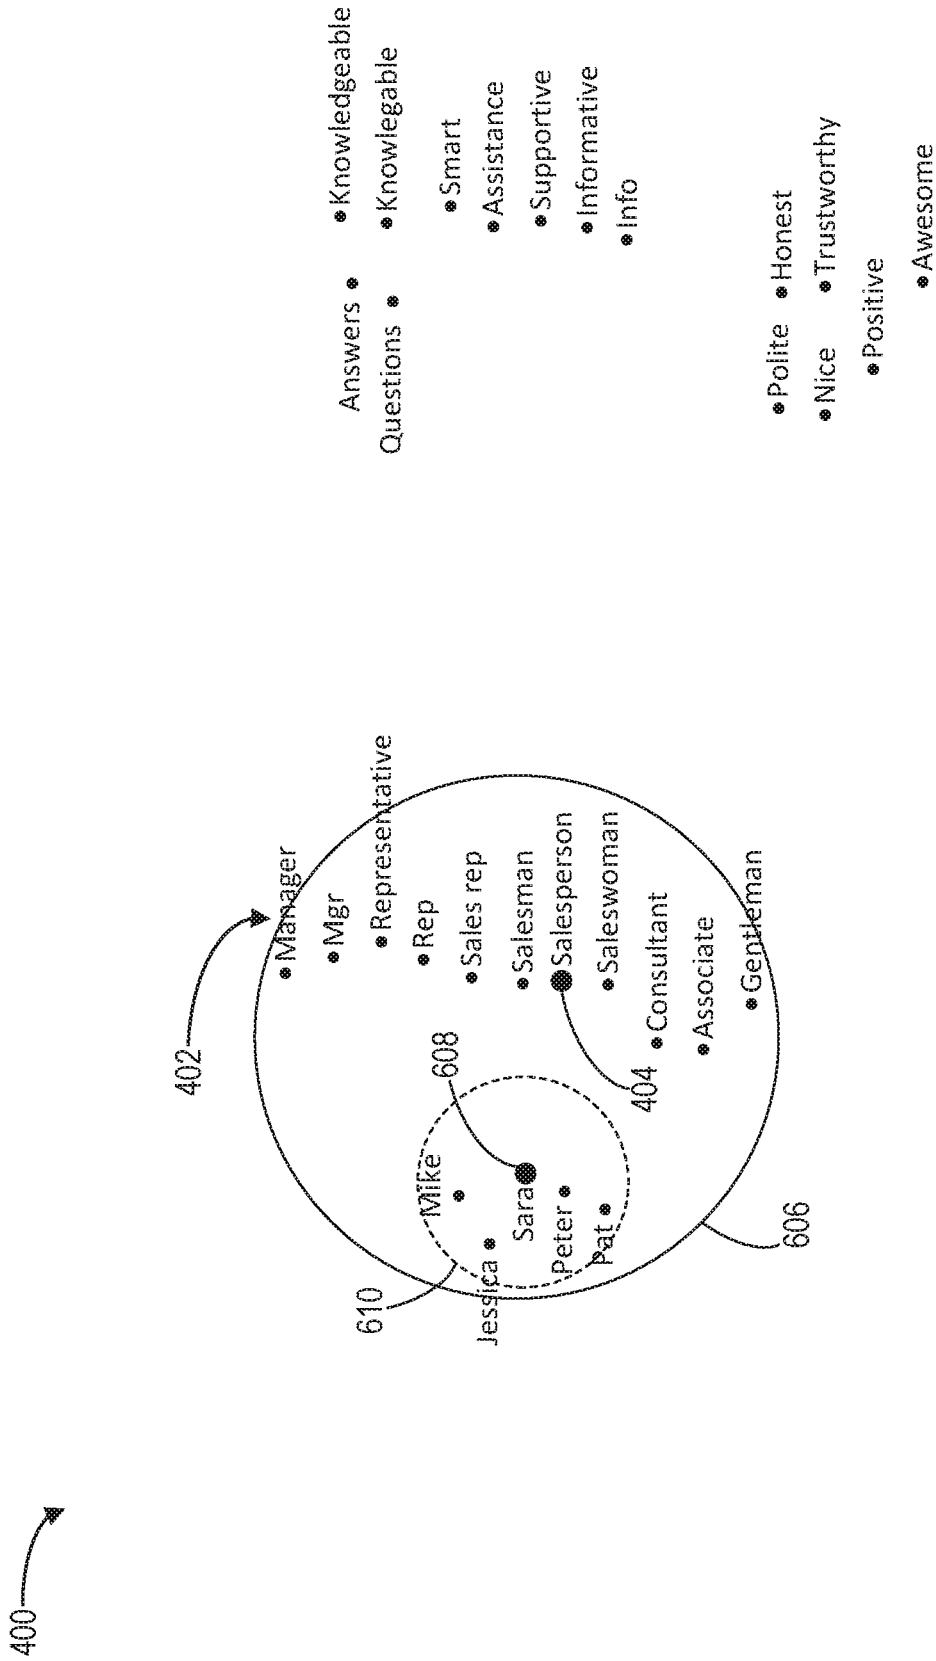 400
402
Manager
Mgr
Representative
Rep
Sales rep
Salesman
Salesperson
Saleswoman
Consultant
Associate
Gentleman
404
608
Mike
Jessica
Sara
Peter
Pat
610
606
Answers
Questions
Knowledgeable
Knowlegable
Smart
Assistance
Supportive
Informative
Info
Polite
Honest
Nice
Trustworthy
Positive
Awesome